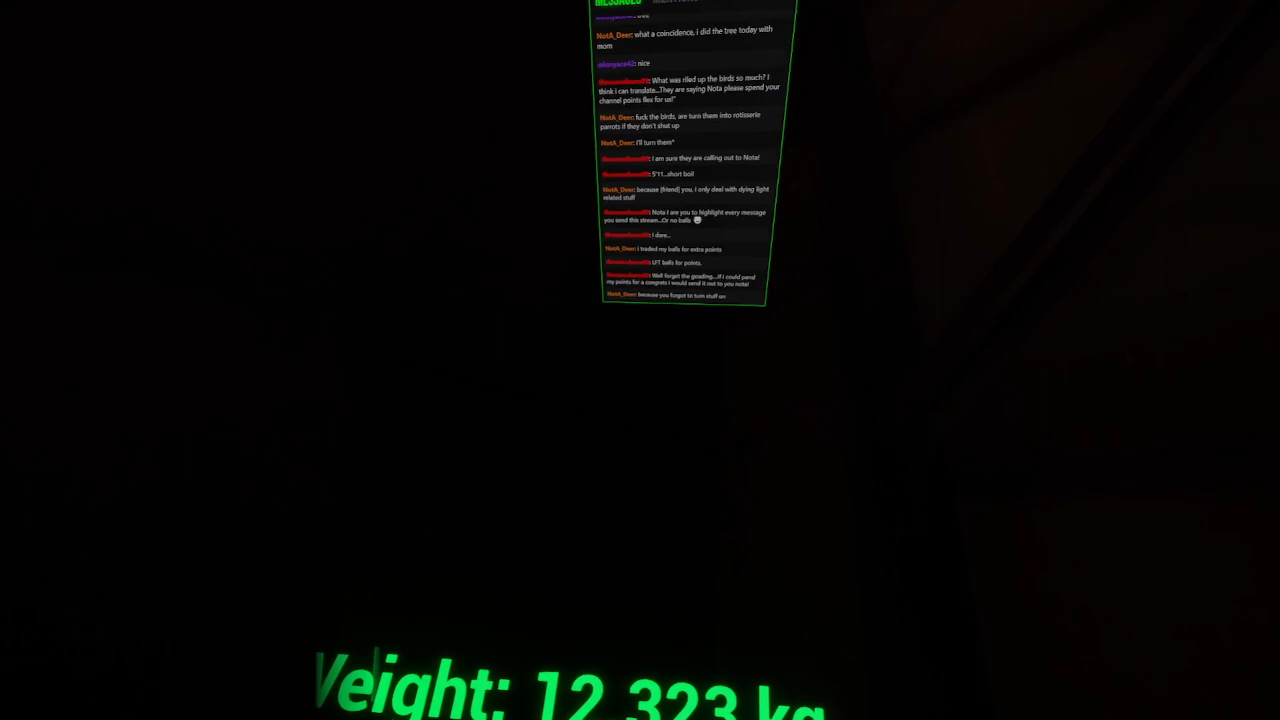 MESSAGES
NotA_Deer: what a coincidence, i did the tree today with
mom
nice
What was riled up the birds so much? I
think i can translate...They are saying Nota please spend your
channel points flex for us!"
NotA_Deer: fuck the birds, are turn them into rotisserie
parrots if they don't shut up
NotA_Deer: I'll turn them*
I am sure they are calling out to Nota!
5'11...short boi!
NotA_Deer: because [friend] you, i only deal with dying light
related stuff
Nota I are you to highlight every message
you send this stream...Or no balls
I dare...
NotA_Deer: i traded my balls for extra points
LFT balls for points.
Well forget the goading...If i could pend
my points for a congrats I would send it out to you nota!
NotA_Deer: because you forgot to turn stuff on
Weight: 12.323 kg